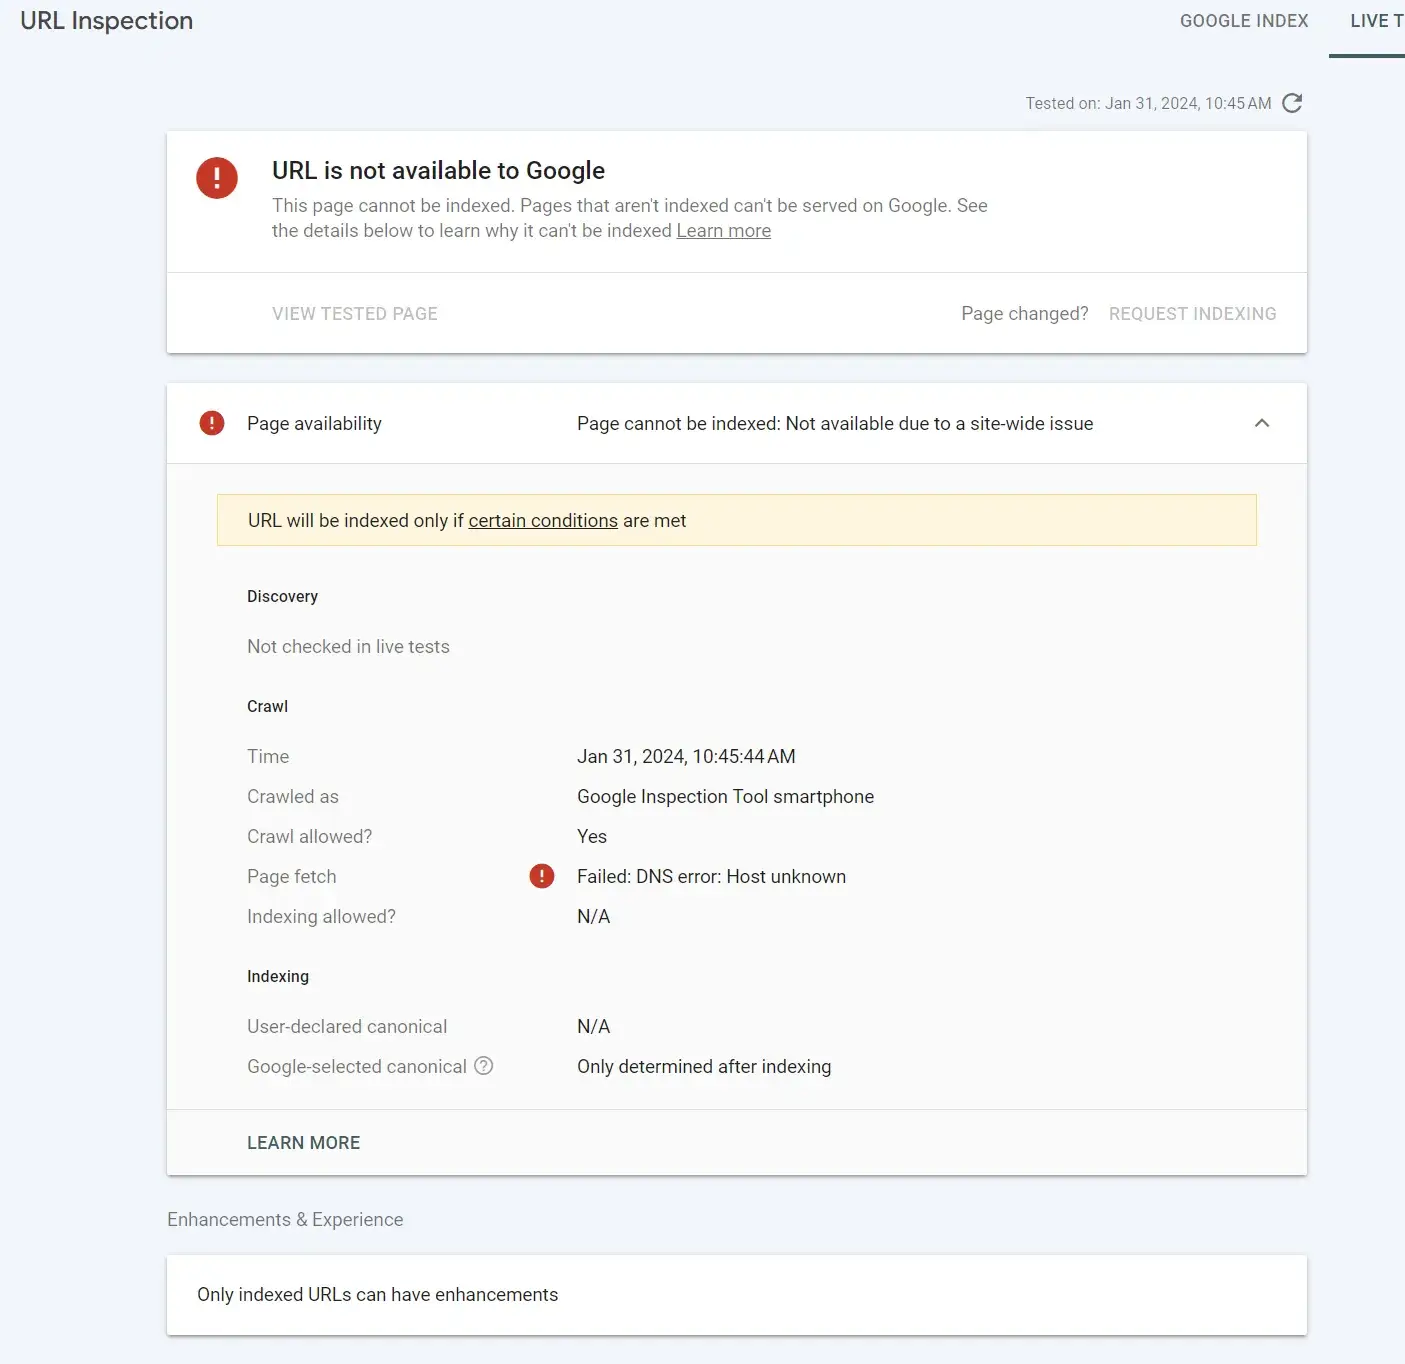 URL Inspection
GOOGLE INDEX
LIVE T
Tested on: Jan 31, 2024, 10:45 AM
URL is not available to Google
This page cannot be indexed. Pages that aren't indexed can't be served on Google. See
the details below to learn why it can't be indexed Learn more
VIEW TESTED PAGE
Page changed? REQUEST INDEXING
Page availability
Page cannot be indexed: Not available due to a site-wide issue
URL will be indexed only if certain conditions are met
Discovery
Not checked in live tests
Crawl
Time
Jan 31, 2024, 10:45:44 AM
Crawled as
Google Inspection Tool smartphone
Crawl allowed?
Yes
Page fetch
Failed: DNS error: Host unknown
Indexing allowed?
N/A
Indexing
User-declared canonical
N/A
Google-selected canonical
Only determined after indexing
LEARN MORE
Enhancements & Experience
Only indexed URLs can have enhancements